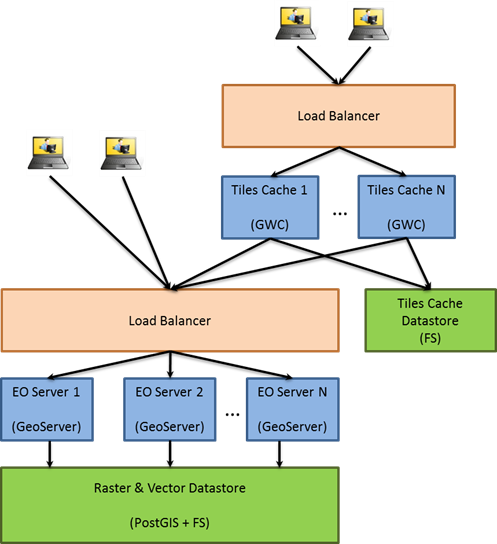 Load Balancer
Tiles Cache 1
(GWC)
...
Tiles Cache N
(GWC)
Load Balancer
Tiles Cache
Datastore
(FS)
EO Server 1
(GeoServer)
EO Server 2
(GeoServer)
...
EO Server N
(GeoServer)
Raster & Vector Datastore
(PostGIS + FS)